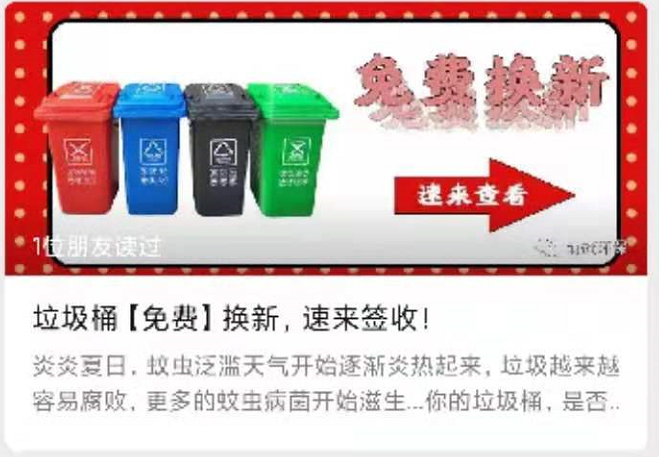 免费换新
速来查看
1位朋友读过
垃圾桶【免费】换新，速来签收！
炎炎夏日，蚊虫泛滥天气开始逐渐炎热起来，垃圾越来越
容易腐败，更多的蚊虫病菌开始滋生...你的垃圾桶，是否..